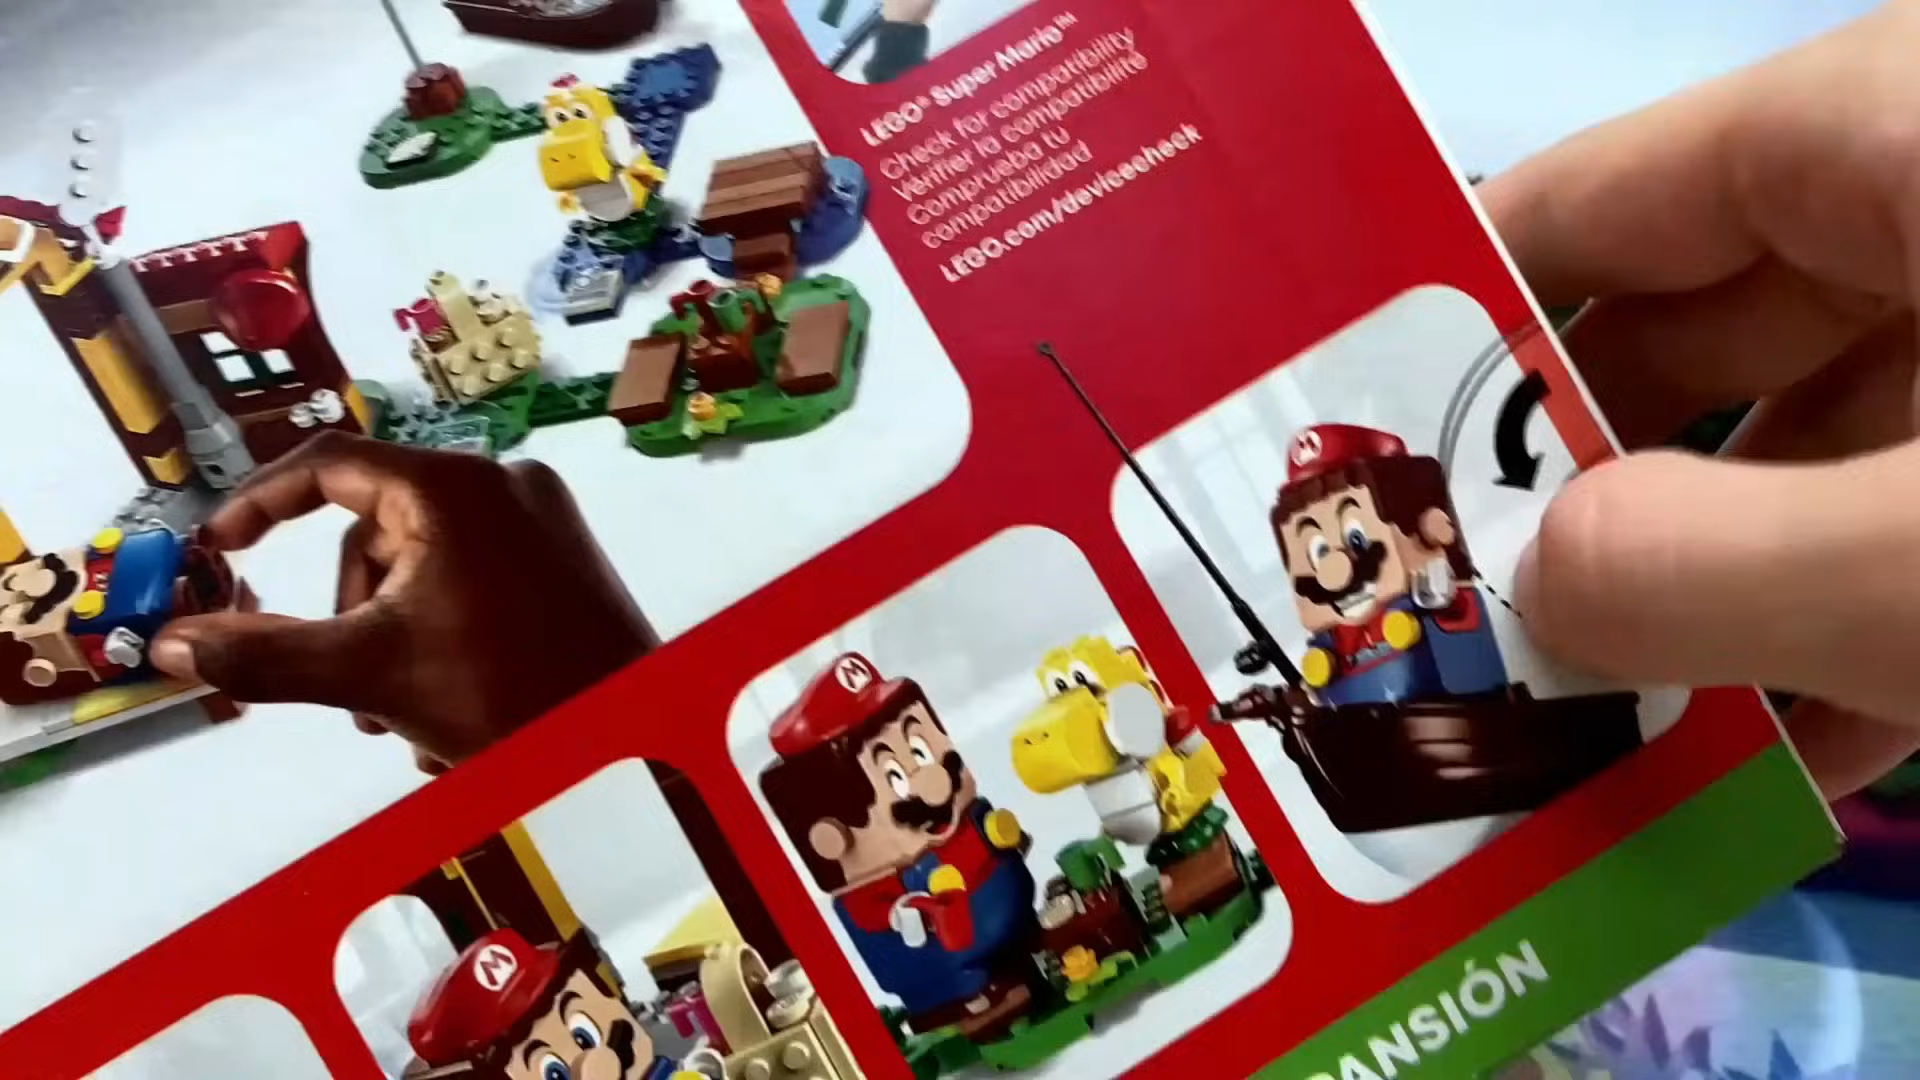 LEGO® Super Mario™
Check for compatibility
Vérifier la compatibilité
Comprueba tu
compatibilidad
LEGO.com/devicecheck
M
M
M
PANSIÓN